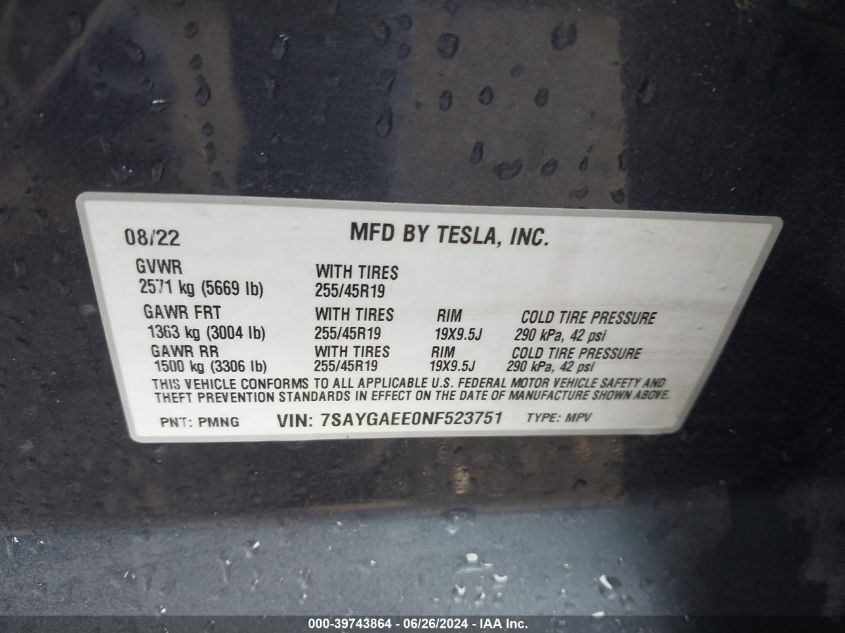 08/22 MFD BY TESLA, INC.
GVWR WITH TIRES
2571 kg (5669 lb) 255/45R19
GAWR FRT WITH TIRES RIM COLD TIRE PRESSURE
1363 kg (3004 lb) 255/45R19 19X9.5J 290 kPa, 42 psi
GAWR RR WITH TIRES RIM COLD TIRE PRESSURE
1500 kg (3306 lb) 255/45R19 19X9.5J 290 kPa, 42 psi
THIS VEHICLE CONFORMS TO ALL APPLICABLE U.S. FEDERAL MOTOR VEHICLE SAFETY AND
THEFT PREVENTION STANDARDS IN EFFECT ON THE DATE OF MANUFACTURE SHOWN ABOVE.
PNT: PMNG VIN: 7SAYGAEE0NF523751 TYPE: MPV
000-39743864 - 06/26/2024 - IAAI Inc.